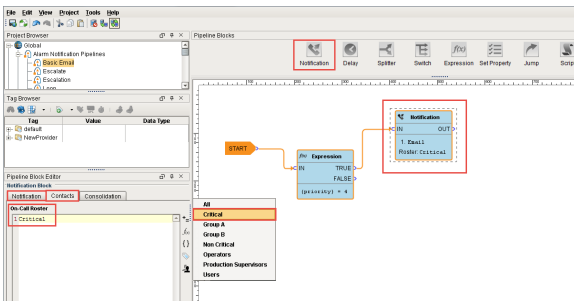 File Edit View Project Tools Help
Project Browser
Global
Alarm Notification Pipelines
Basic Email
Escalate
Escalation
Loop
Tag Browser
Tag Value Data Type
default
NewProvider
Pipeline Block Editor
Notification Block
Notification Contacts Consolidation
On-Call Roster
1 Critical
Pipeline Blocks
Notification Delay Splitter Switch Expression Set Property Jump Scrip
START
f(x) Expression
IN TRUE
FALSE
Notification
IN OUT
1. Email
Roster: Critical
All
Critical
Group A
Group B
Non Critical
Operators
Production Supervisors
Users